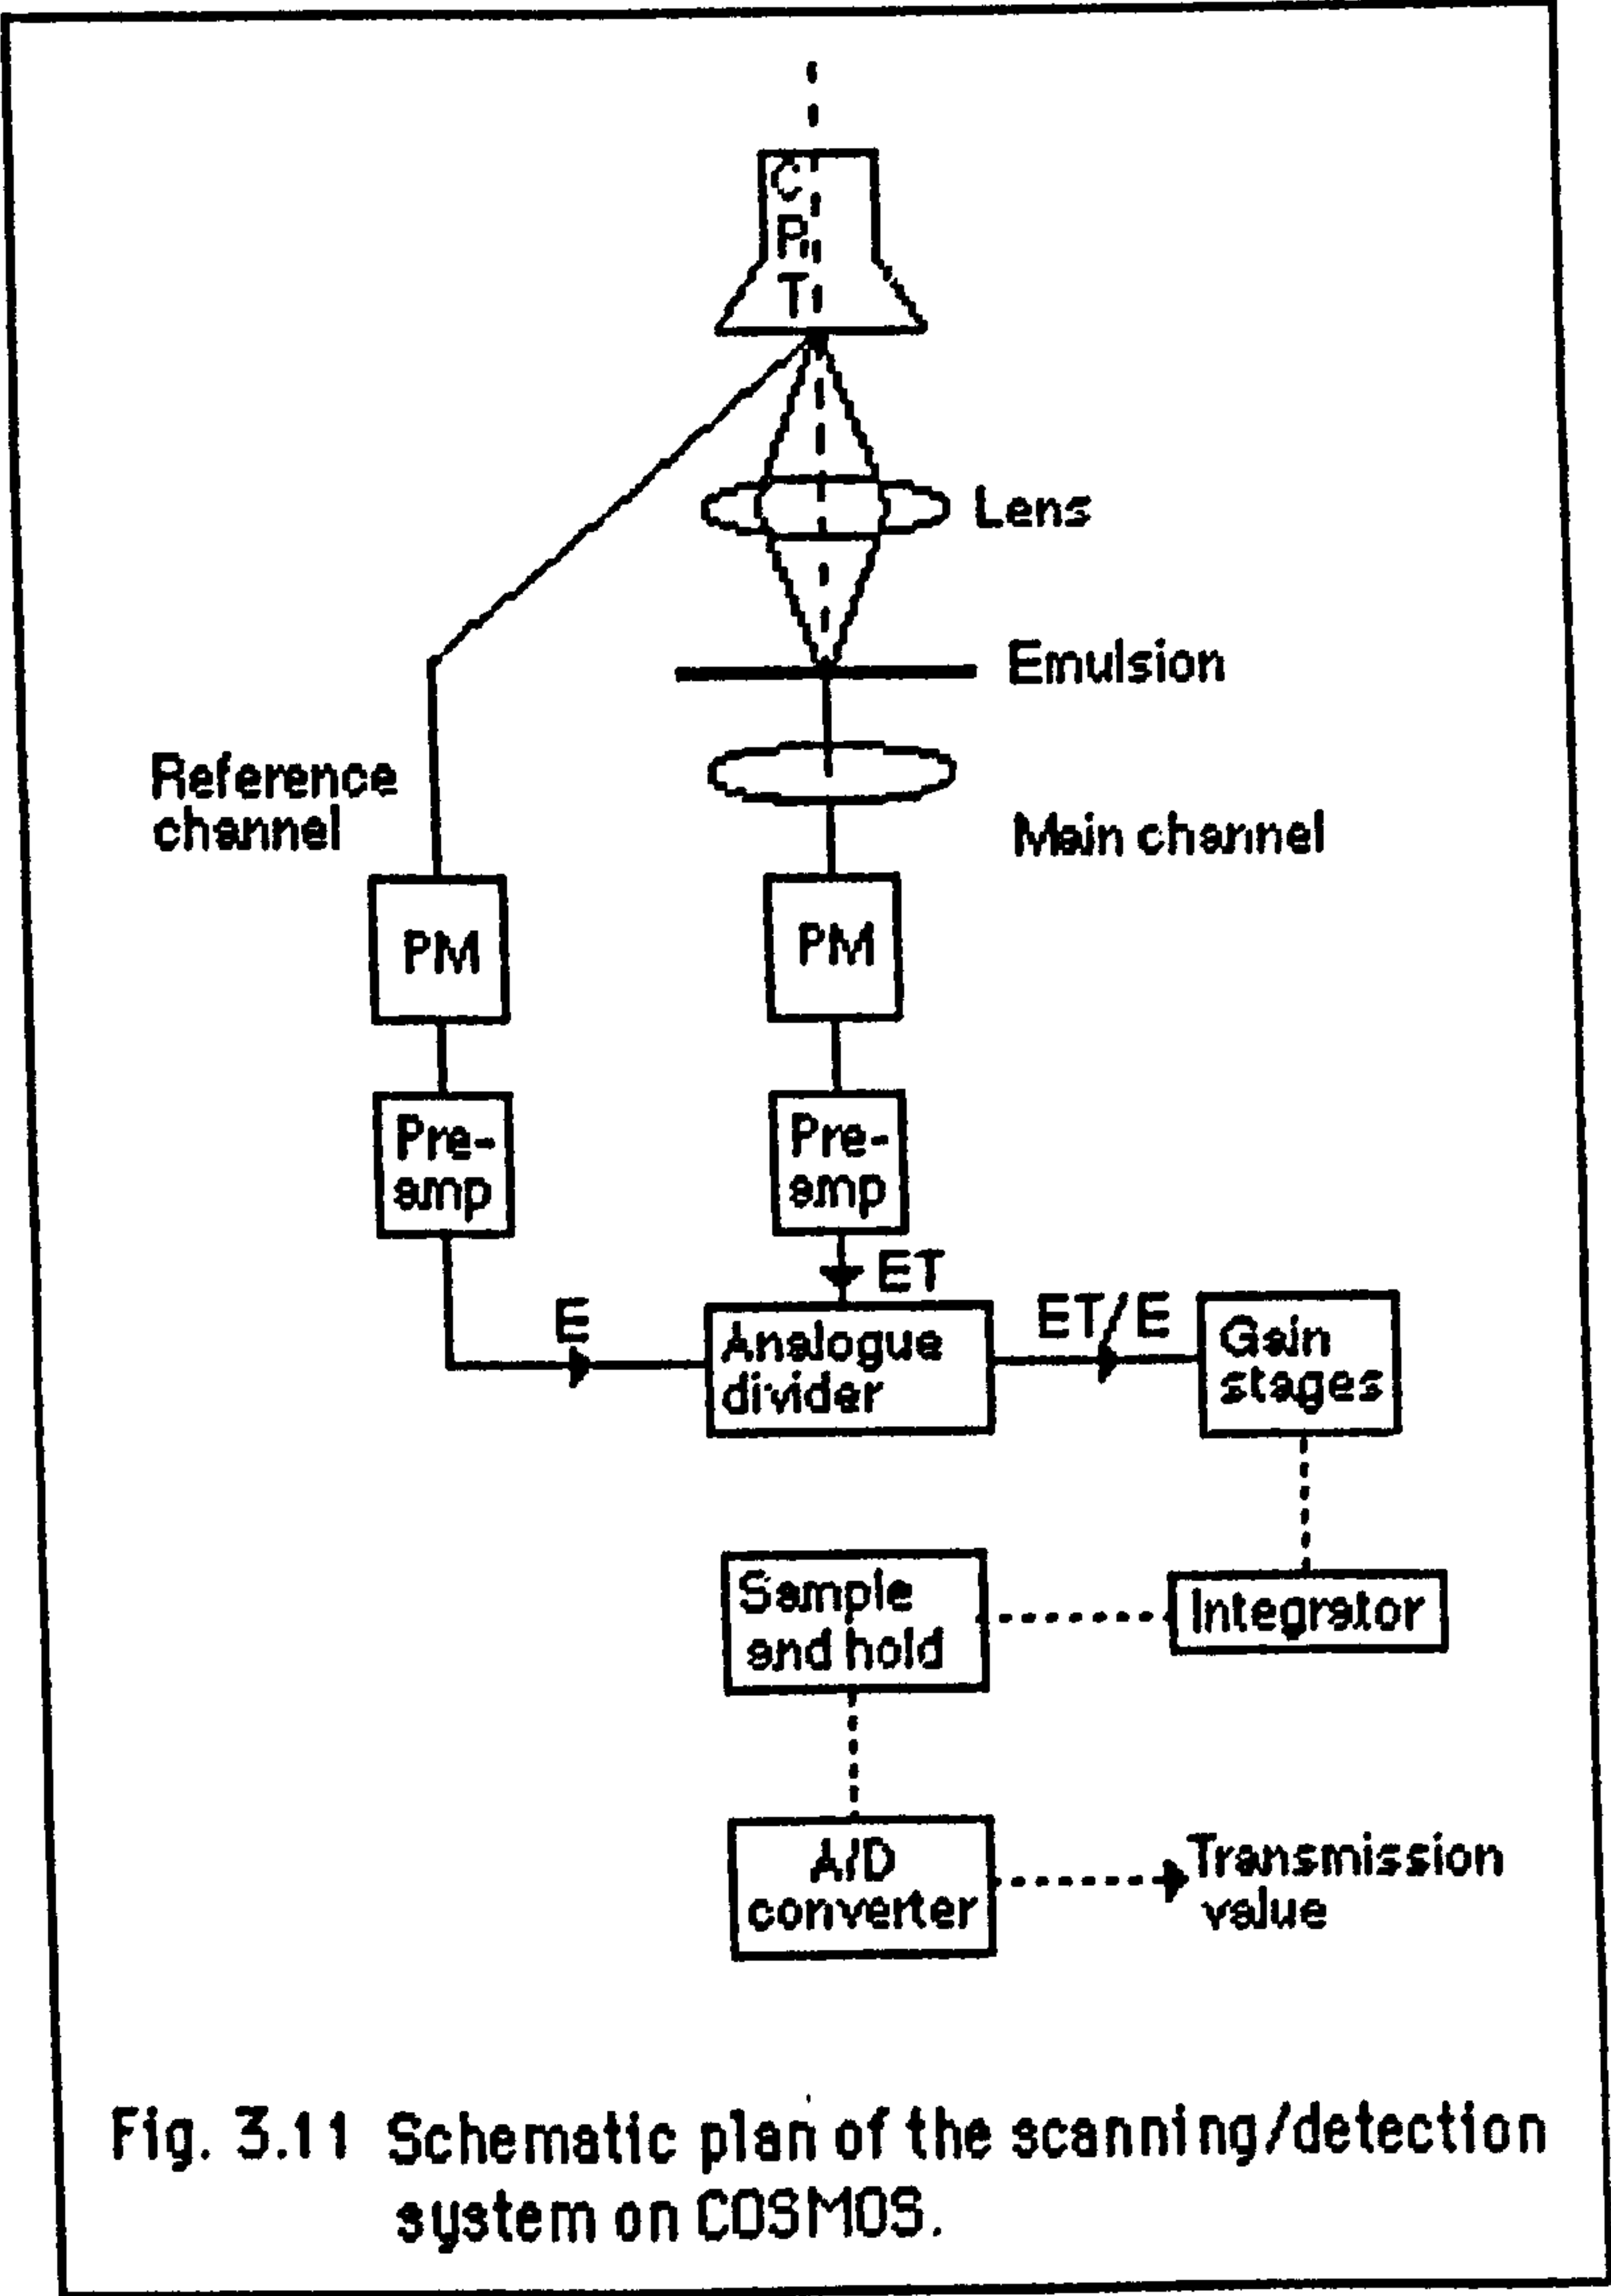 C
R
T
Lens
Emulsion
Reference
channel
Main channel
PM
PM
Pre-
amp
Pre-
amp
ET
E
ET/E
Analogue
divider
Gain
stages
Sample
and hold
Integrator
A/D
converter
Transmission
value
Fig. 3.11 Schematic plan of the scanning/detection
system on COSMOS.